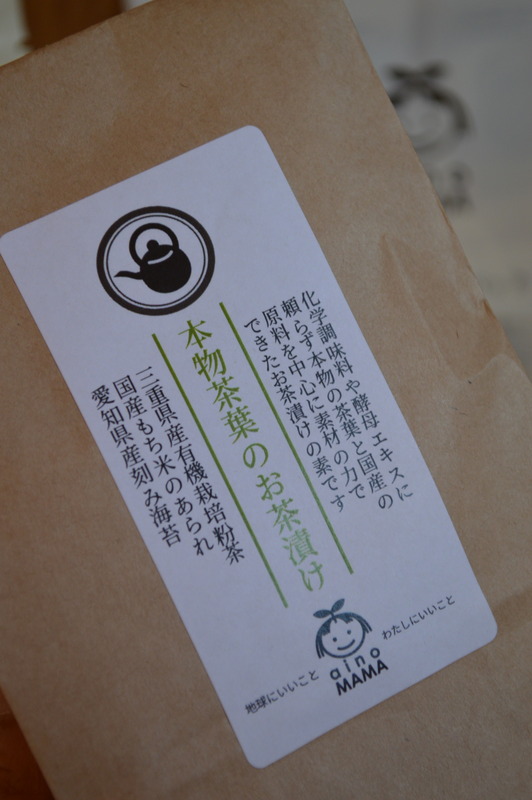 化学調味料や酵母エキスに
頼らず本物の茶葉と国産の
原料を中心に素材の力で
できたお茶漬けの素です
本物茶葉のお茶漬け
三重県産有機栽培粉茶
国産もち米のあられ
愛知県産刻み海苔
地球にいいこと
わたしにいいこと
aino
MAMA